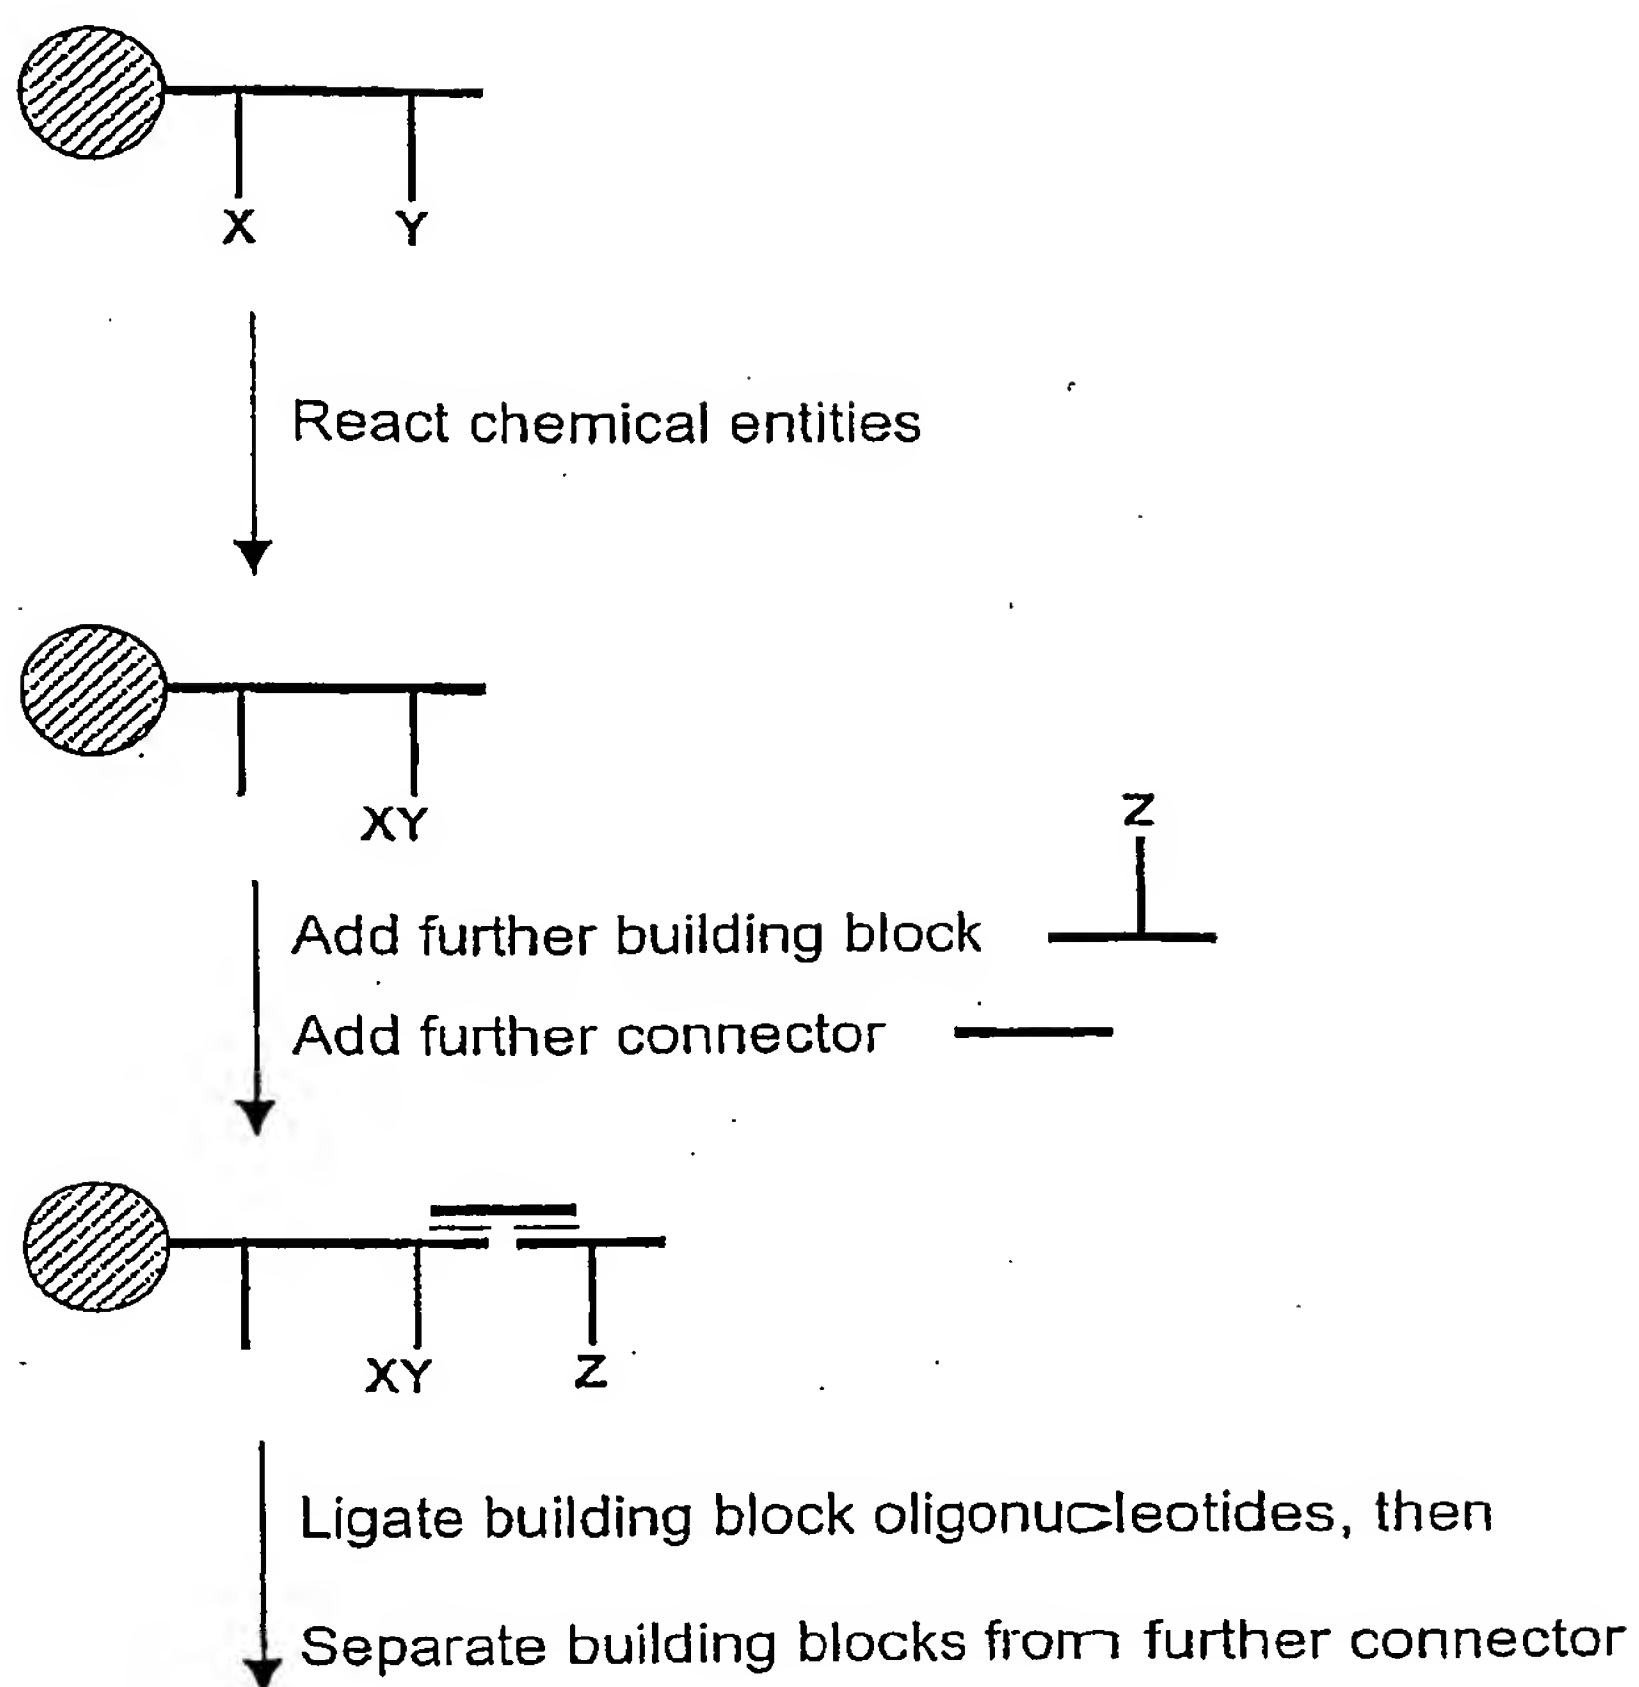 X Y
React chemical entities
XY
Z
Add further building block
Add further connector
XY Z
Ligate building block oligonucleotides, then
Separate building blocks from further connector